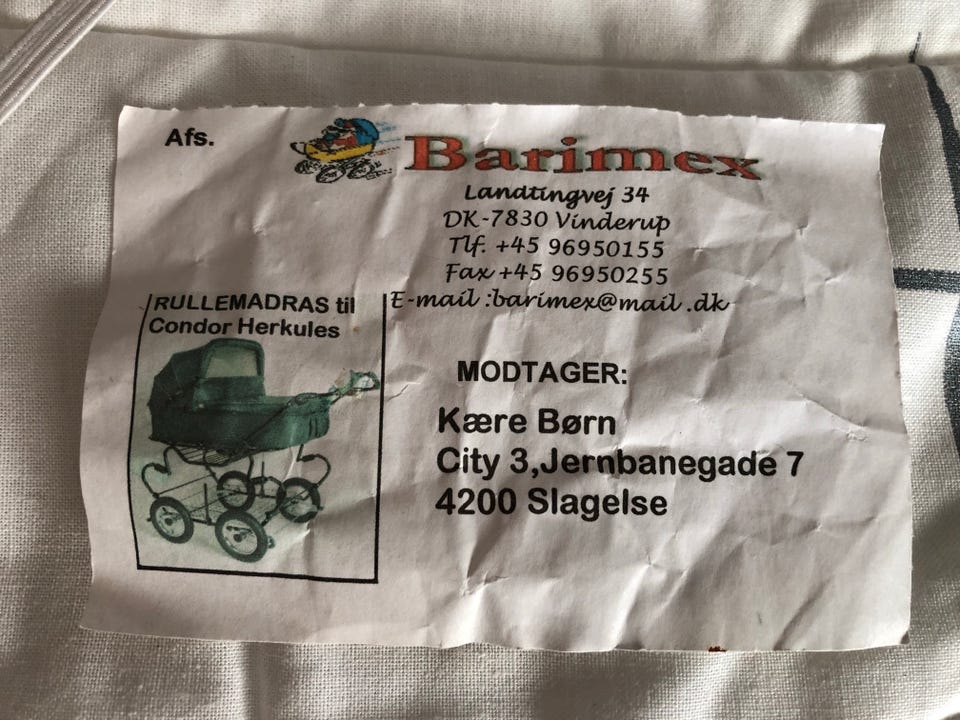 Afs.
Barimex
Landtingvej 34
DK-7830 Vinderup
Tlf. +45 96950155
Fax +45 96950255
E-mail :barimex@mail .dk
RULLEMADRAS til
Condor Herkules
MODTAGER:
Kære Børn
City 3,Jernbanegade 7
4200 Slagelse